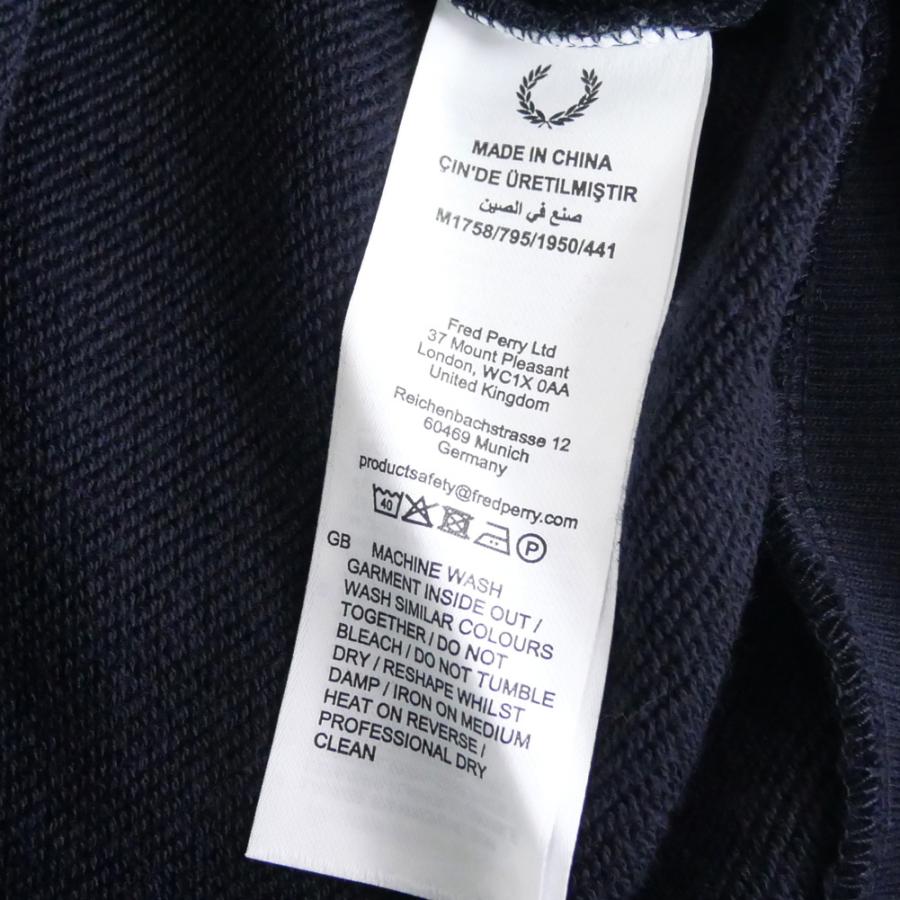 MADE IN CHINA
ÇIN'DE ÜRETILMIŞTIR
صنع في الصين
M1758/795/1950/441
Fred Perry Ltd
37 Mount Pleasant
London, WC1X 0AA
United Kingdom
Reichenbachstrasse 12
60469 Munich
Germany
productsafety@fredperry.com
40 P
GB MACHINE WASH
GARMENT INSIDE OUT /
WASH SIMILAR COLOURS
TOGETHER / DO NOT
BLEACH / DO NOT TUMBLE
DRY / RESHAPE WHILST
DAMP / IRON ON MEDIUM
HEAT ON REVERSE /
PROFESSIONAL DRY
CLEAN